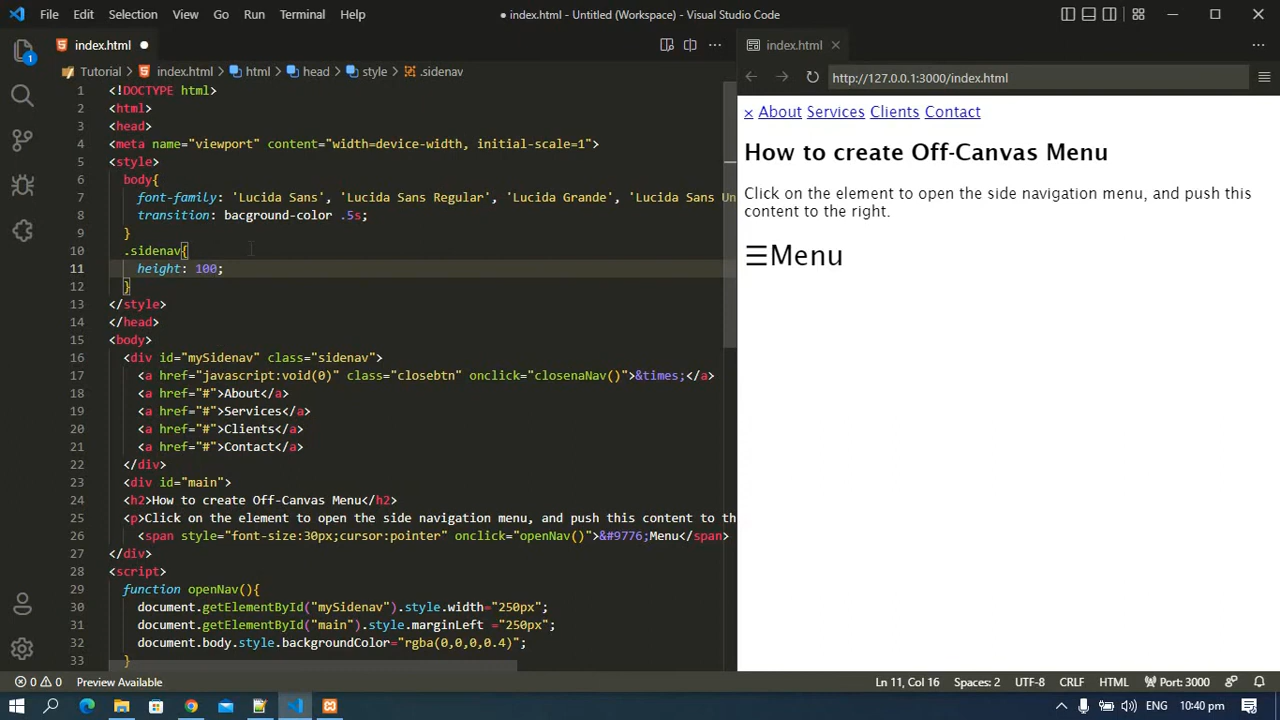 File Edit Selection View Go Run Terminal Help
● index.html - Untitled (Workspace) - Visual Studio Code
index.html ●
index.html ×
Tutorial > index.html > html > head > style > .sidenav
http://127.0.0.1:3000/index.html
1 <!DOCTYPE html>
2 <html>
3 <head>
4 <meta name="viewport" content="width=device-width, initial-scale=1">
5 <style>
6 body{
7 font-family: 'Lucida Sans', 'Lucida Sans Regular', 'Lucida Grande', 'Lucida Sans Un
8 transition: bacground-color .5s;
9 }
10 .sidenav{
11 height: 100;
12 }
13 </style>
14 </head>
15 <body>
16 <div id="mySidenav" class="sidenav">
17 <a href="javascript:void(0)" class="closebtn" onclick="closenaNav()">&times;</a>
18 <a href="#">About</a>
19 <a href="#">Services</a>
20 <a href="#">Clients</a>
21 <a href="#">Contact</a>
22 </div>
23 <div id="main">
24 <h2>How to create Off-Canvas Menu</h2>
25 <p>Click on the element to open the side navigation menu, and push this content to th
26 <span style="font-size:30px;cursor:pointer" onclick="openNav()">&#9776;Menu</span>
27 </div>
28 <script>
29 function openNav(){
30 document.getElementById("mySidenav").style.width="250px";
31 document.getElementById("main").style.marginLeft ="250px";
32 document.body.style.backgroundColor="rgba(0,0,0,0.4)";
33 }
× About Services Clients Contact
How to create Off-Canvas Menu
Click on the element to open the side navigation menu, and push this
content to the right.
☰Menu
1
0 0 Preview Available
Ln 11, Col 16 Spaces: 2 UTF-8 CRLF HTML Port: 3000
ENG 10:40 pm